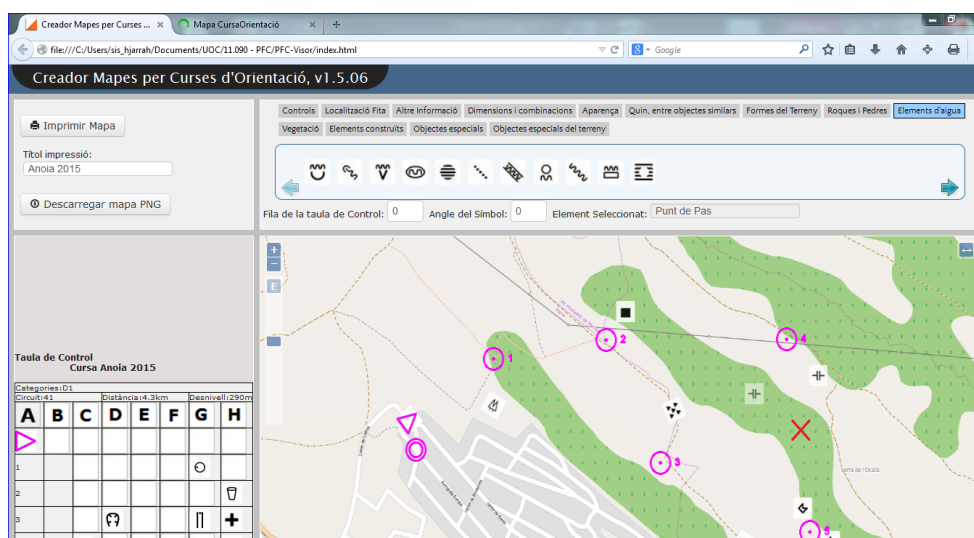 Creador Mapes per Curses ... × Mapa CursaOrientació × +
file:///C:/Users/sis_hjarrah/Documents/UOC/11.090 - PFC/PFC-Visor/index.html
Google
Creador Mapes per Curses d'Orientació, v1.5.06
Imprimir Mapa
Títol impressió:
Anoia 2015
Descarregar mapa PNG
Controls Localització Fita Altre Informació Dimensions i combinacions Aparença Quin, entre objectes similars Formes del Terreny Roques i Pedres Elements d'aigua
Vegetació Elements construïts Objectes especials Objectes especials del terreny
Fila de la taula de Control: 0 Angle del Símbol: 0 Element Seleccionat: Punt de Pas
Taula de Control
Cursa Anoia 2015
Categories:D1
Circuit:41 Distància:4.3km Desnivell:290m
A B C D E F G H
1
2
3
E
1
2
3
4
5
Serra de l'Ocata